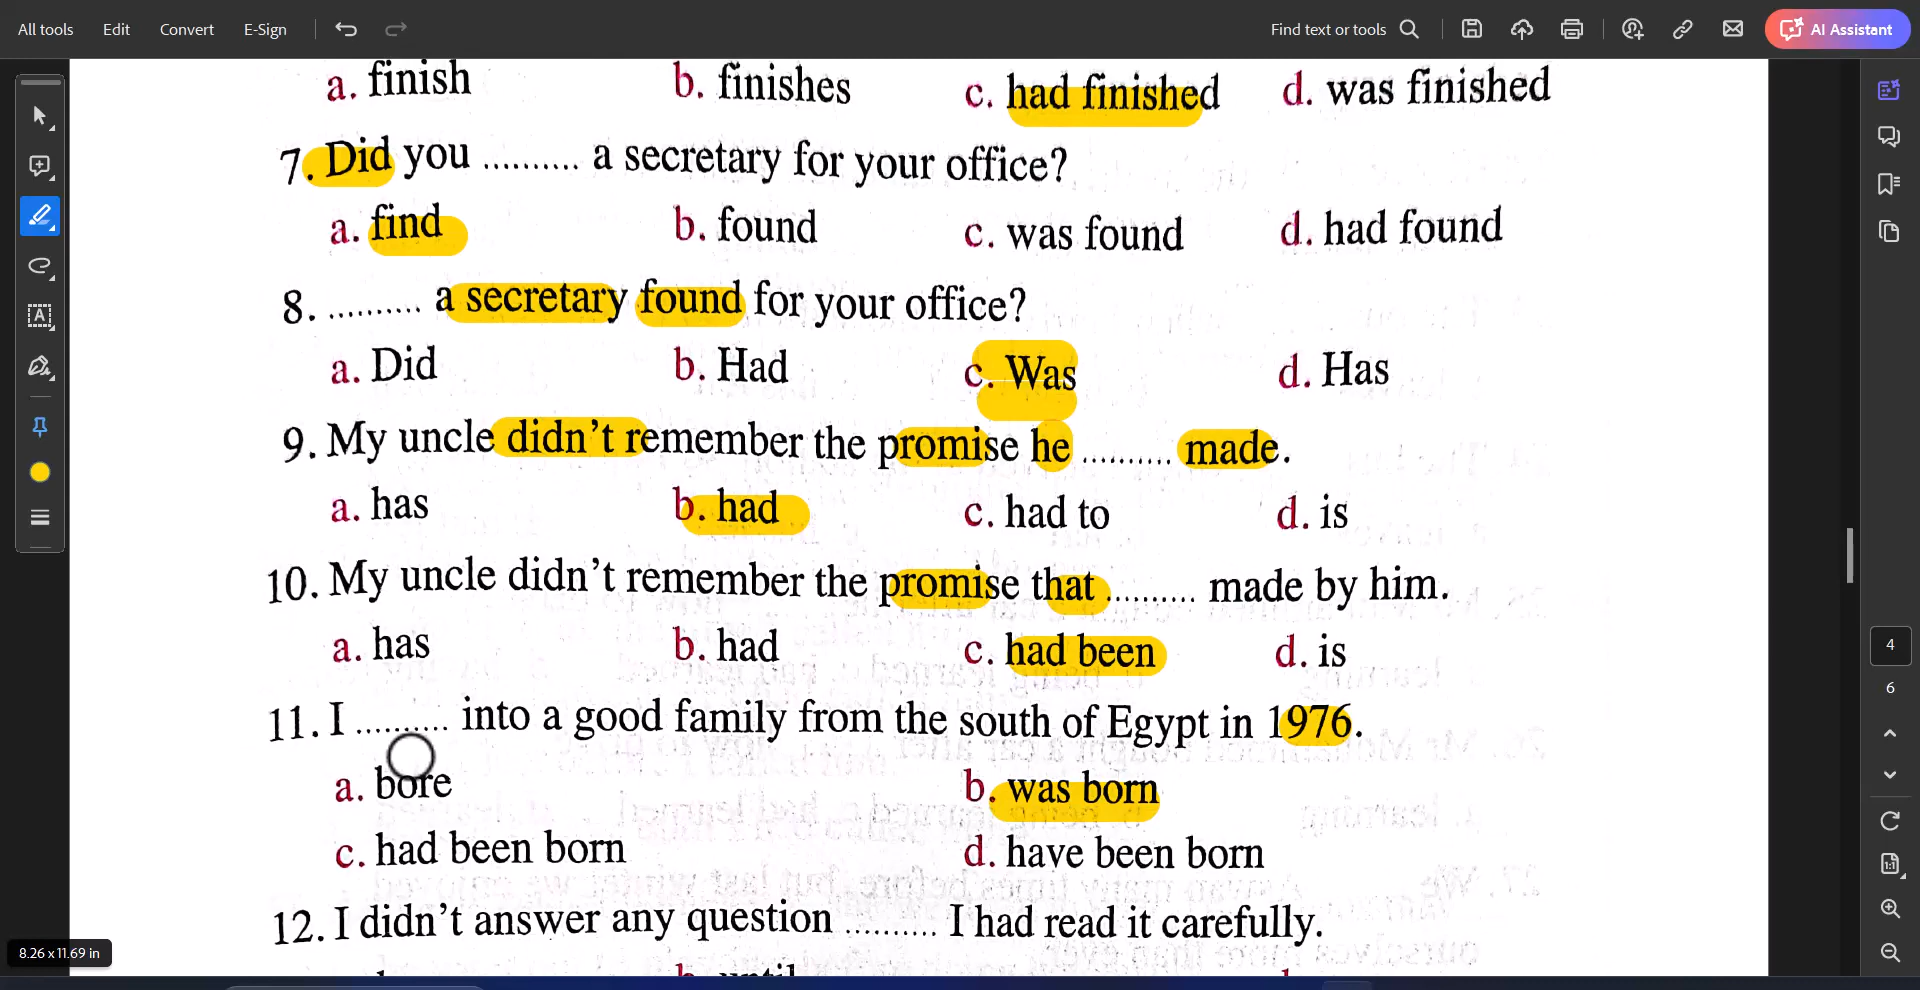 All tools Edit Convert E-Sign Find text or tools AI Assistant
a. finish b. finishes c. had finished d. was finished
7. Did you .......... a secretary for your office?
a. find b. found c. was found d. had found
8. .......... a secretary found for your office?
a. Did b. Had c. Was d. Has
9. My uncle didn't remember the promise he .......... made.
a. has b. had c. had to d. is
10. My uncle didn't remember the promise that .......... made by him.
a. has b. had c. had been d. is
4
6
11. I .......... into a good family from the south of Egypt in 1976.
a. bore b. was born
c. had been born d. have been born
12. I didn't answer any question .......... I had read it carefully.
8.26 x 11.69 in
b. until